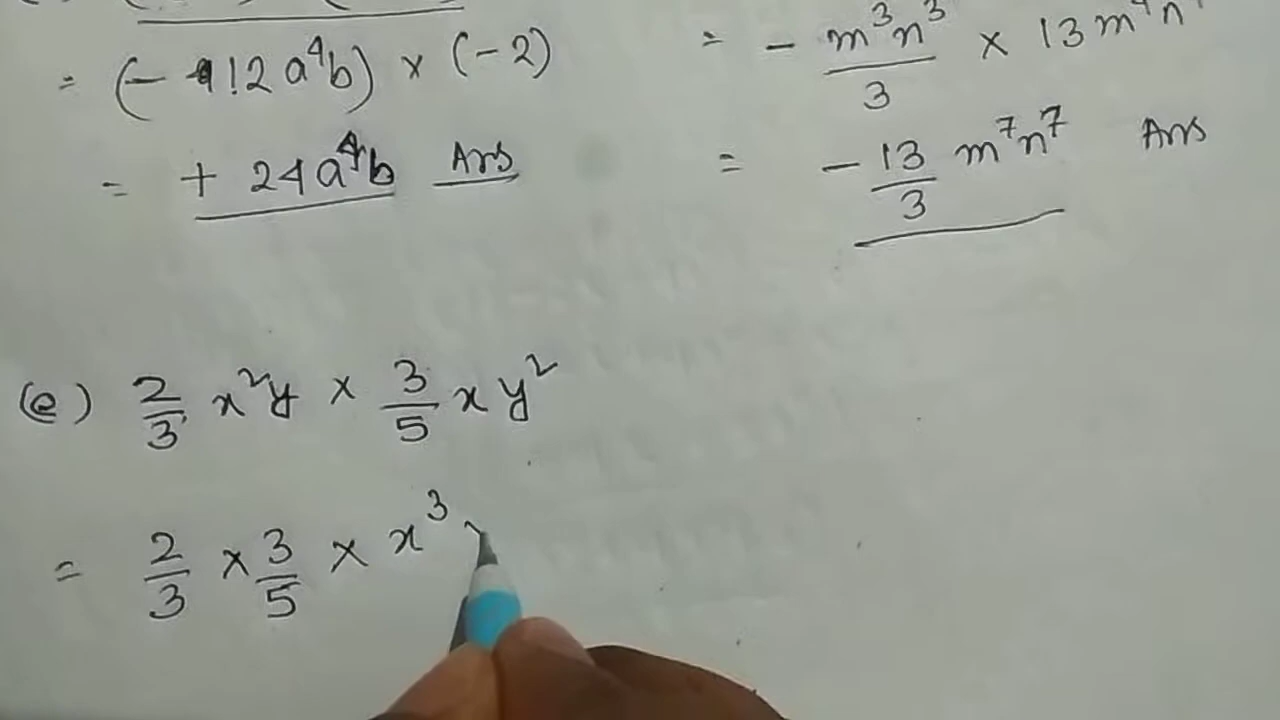 = (-12a⁴b) × (-2)
= + 24a⁴b Ans
= - m³n³/3 × 13m⁴n
= - 13/3 m⁷n⁷ Ans
(e) 2/3 x²y × 3/5 xy²
= 2/3 × 3/5 × x³